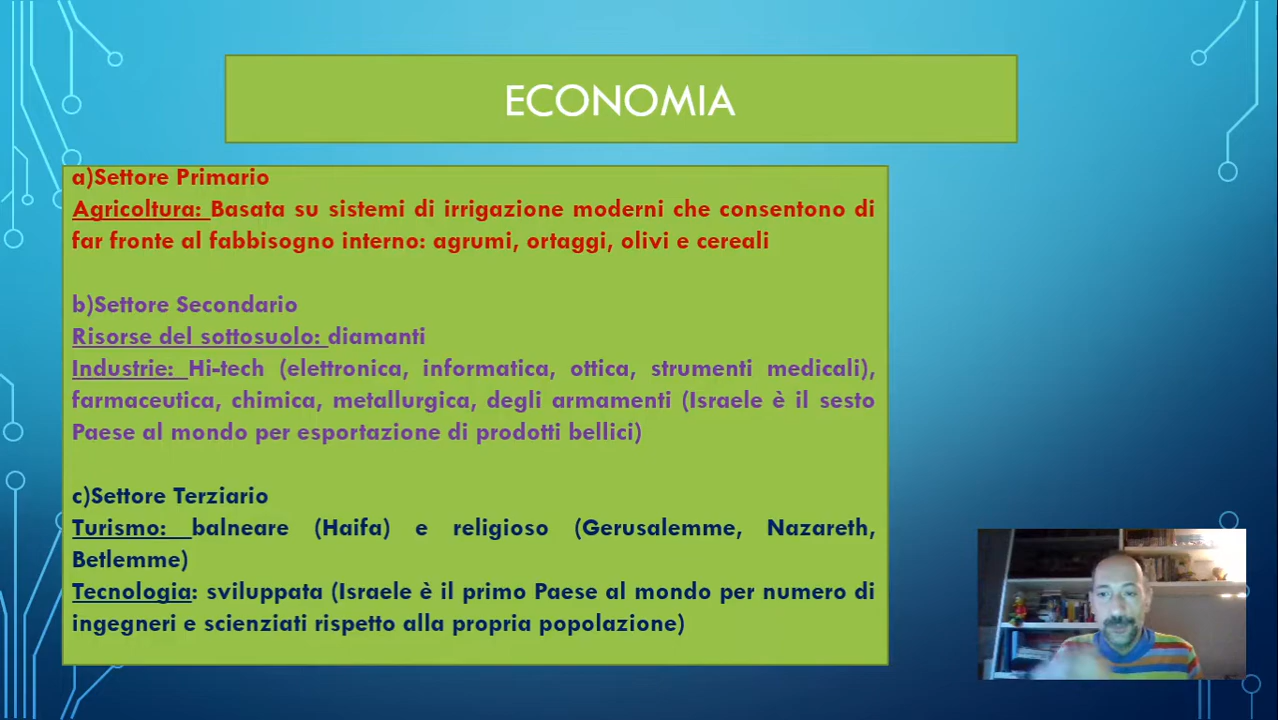 ECONOMIA
a)Settore Primario
Agricoltura: Basata su sistemi di irrigazione moderni che consentono di
far fronte al fabbisogno interno: agrumi, ortaggi, olivi e cereali
b)Settore Secondario
Risorse del sottosuolo: diamanti
Industrie: Hi-tech (elettronica, informatica, ottica, strumenti medicali),
farmaceutica, chimica, metallurgica, degli armamenti (Israele è il sesto
Paese al mondo per esportazione di prodotti bellici)
c)Settore Terziario
Turismo: balneare (Haifa) e religioso (Gerusalemme, Nazareth,
Betlemme)
Tecnologia: sviluppata (Israele è il primo Paese al mondo per numero di
ingegneri e scienziati rispetto alla propria popolazione)